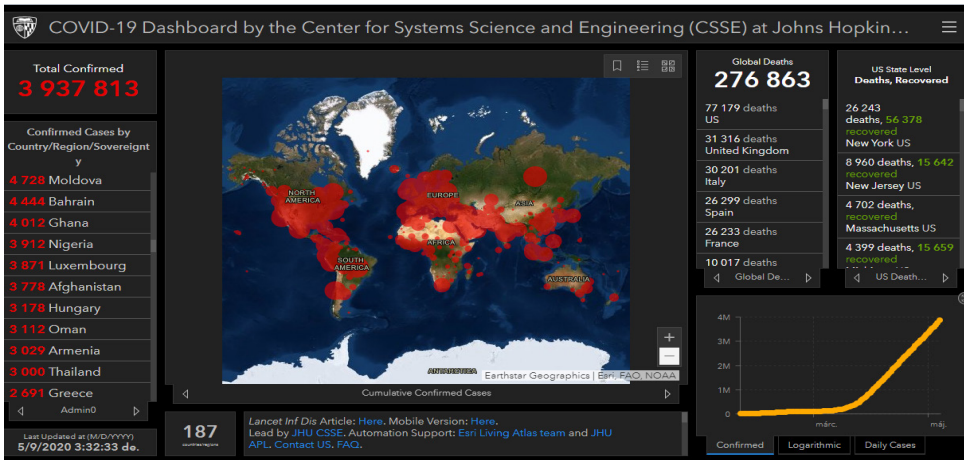 COVID-19 Dashboard by the Center for Systems Science and Engineering (CSSE) at Johns Hopkin...
Total Confirmed
3 937 813
Confirmed Cases by
Country/Region/Sovereignt
y
4 728 Moldova
4 444 Bahrain
4 012 Ghana
3 912 Nigeria
3 871 Luxembourg
3 778 Afghanistan
3 178 Hungary
3 112 Oman
3 029 Armenia
3 000 Thailand
2 691 Greece
Admin0
Last Updated at (M/D/YYYY)
5/9/2020 3:32:33 de.
NORTH
AMERICA
EUROPE
ASIA
AFRICA
SOUTH
AMERICA
AUSTRALIA
ANTARCTICA
Earthstar Geographics | Esri, FAO, NOAA
Cumulative Confirmed Cases
187
countries/regions
Lancet Inf Dis Article: Here. Mobile Version: Here.
Lead by JHU CSSE. Automation Support: Esri Living Atlas team and JHU
APL. Contact US. FAQ.
Global Deaths
276 863
77 179 deaths
US
31 316 deaths
United Kingdom
30 201 deaths
Italy
26 299 deaths
Spain
26 233 deaths
France
10 017 deaths
Global De...
US State Level
Deaths, Recovered
26 243
deaths, 56 378
recovered
New York US
8 960 deaths, 15 642
recovered
New Jersey US
4 702 deaths,
recovered
Massachusetts US
4 399 deaths, 15 659
recovered
US Death...
4M
3M
2M
1M
0
márc.
máj.
Confirmed
Logarithmic
Daily Cases